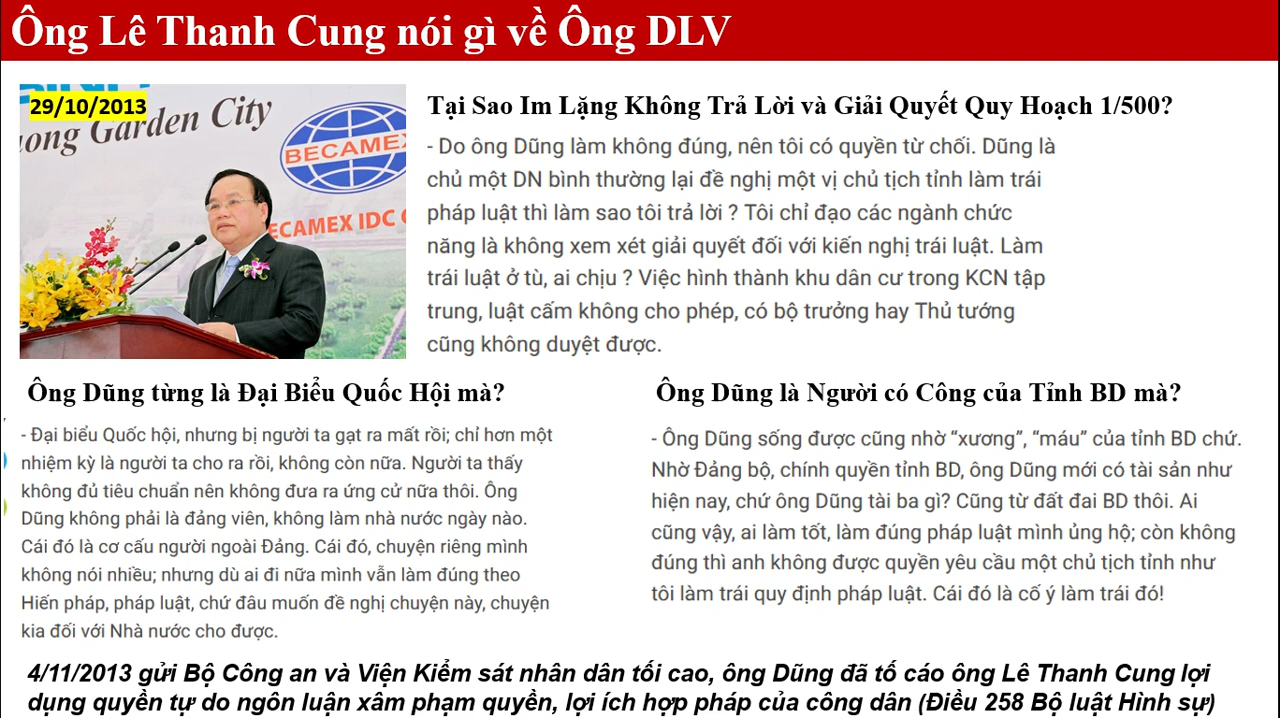 Ông Lê Thanh Cung nói gì về Ông DLV
29/10/2013
uong Garden City
BECAMEX
ECAMEX IDC
Tại Sao Im Lặng Không Trả Lời và Giải Quyết Quy Hoạch 1/500?
- Do ông Dũng làm không đúng, nên tôi có quyền từ chối. Dũng là
chủ một DN bình thường lại đề nghị một vị chủ tịch tỉnh làm trái
pháp luật thì làm sao tôi trả lời ? Tôi chỉ đạo các ngành chức
năng là không xem xét giải quyết đối với kiến nghị trái luật. Làm
trái luật ở tù, ai chịu ? Việc hình thành khu dân cư trong KCN tập
trung, luật cấm không cho phép, có bộ trưởng hay Thủ tướng
cũng không duyệt được.
Ông Dũng từng là Đại Biểu Quốc Hội mà?
- Đại biểu Quốc hội, nhưng bị người ta gạt ra mất rồi; chỉ hơn một
nhiệm kỳ là người ta cho ra rồi, không còn nữa. Người ta thấy
không đủ tiêu chuẩn nên không đưa ra ứng cử nữa thôi. Ông
Dũng không phải là đảng viên, không làm nhà nước ngày nào.
Cái đó là cơ cấu người ngoài Đảng. Cái đó, chuyện riêng mình
không nói nhiều; nhưng dù ai đi nữa mình vẫn làm đúng theo
Hiến pháp, pháp luật, chứ đâu muốn đề nghị chuyện này, chuyện
kia đối với Nhà nước cho được.
Ông Dũng là Người có Công của Tỉnh BD mà?
- Ông Dũng sống được cũng nhờ “xương”, “máu” của tỉnh BD chứ.
Nhờ Đảng bộ, chính quyền tỉnh BD, ông Dũng mới có tài sản như
hiện nay, chứ ông Dũng tài ba gì? Cũng từ đất đai BD thôi. Ai
cũng vậy, ai làm tốt, làm đúng pháp luật mình ủng hộ; còn không
đúng thì anh không được quyền yêu cầu một chủ tịch tỉnh như
tôi làm trái quy định pháp luật. Cái đó là cố ý làm trái đó!
4/11/2013 gửi Bộ Công an và Viện Kiểm sát nhân dân tối cao, ông Dũng đã tố cáo ông Lê Thanh Cung lợi
dụng quyền tự do ngôn luận xâm phạm quyền, lợi ích hợp pháp của công dân (Điều 258 Bộ luật Hình sự)